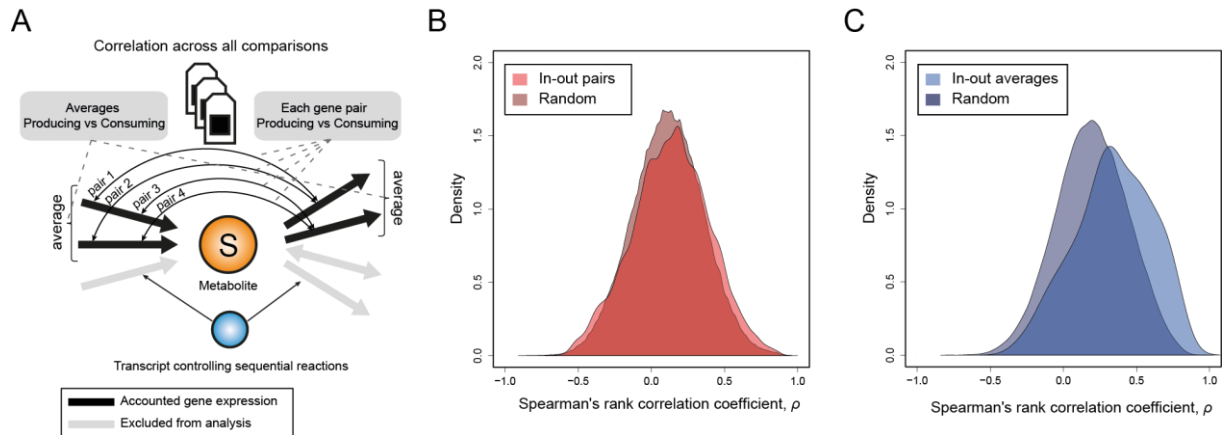 A
Correlation across all comparisons
Averages
Producing vs Consuming
Each gene pair
Producing vs Consuming
pair 1
pair 2
pair 3
pair 4
average
average
S
Metabolite
Transcript controlling sequential reactions
Accounted gene expression
Excluded from analysis
B
In-out pairs
Random
Density
2.0
1.5
1.0
0.5
0.0
−1.0 −0.5 0.0 0.5 1.0
Spearman's rank correlation coefficient, ρ
C
In-out averages
Random
Density
2.0
1.5
1.0
0.5
0.0
−1.0 −0.5 0.0 0.5 1.0
Spearman's rank correlation coefficient, ρ